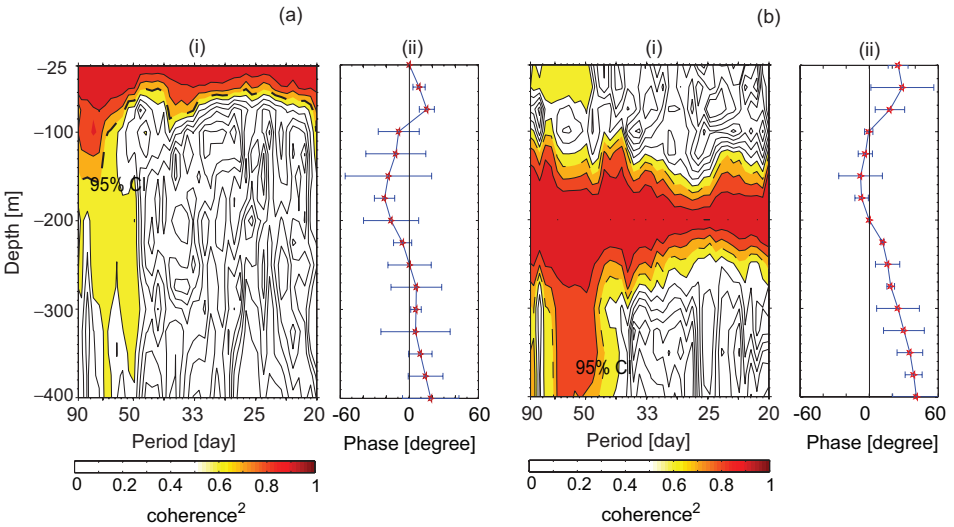 (a)
(b)
(i)
(ii)
(i)
(ii)
–25
–100
–200
–300
–400
Depth [m]
95% CI
95% CI
90 50 33 25 20
-60 0 60
90 50 33 25 20
-60 0 60
Period [day]
Phase [degree]
Period [day]
Phase [degree]
0 0.2 0.4 0.6 0.8 1
0 0.2 0.4 0.6 0.8 1
coherence2
coherence2